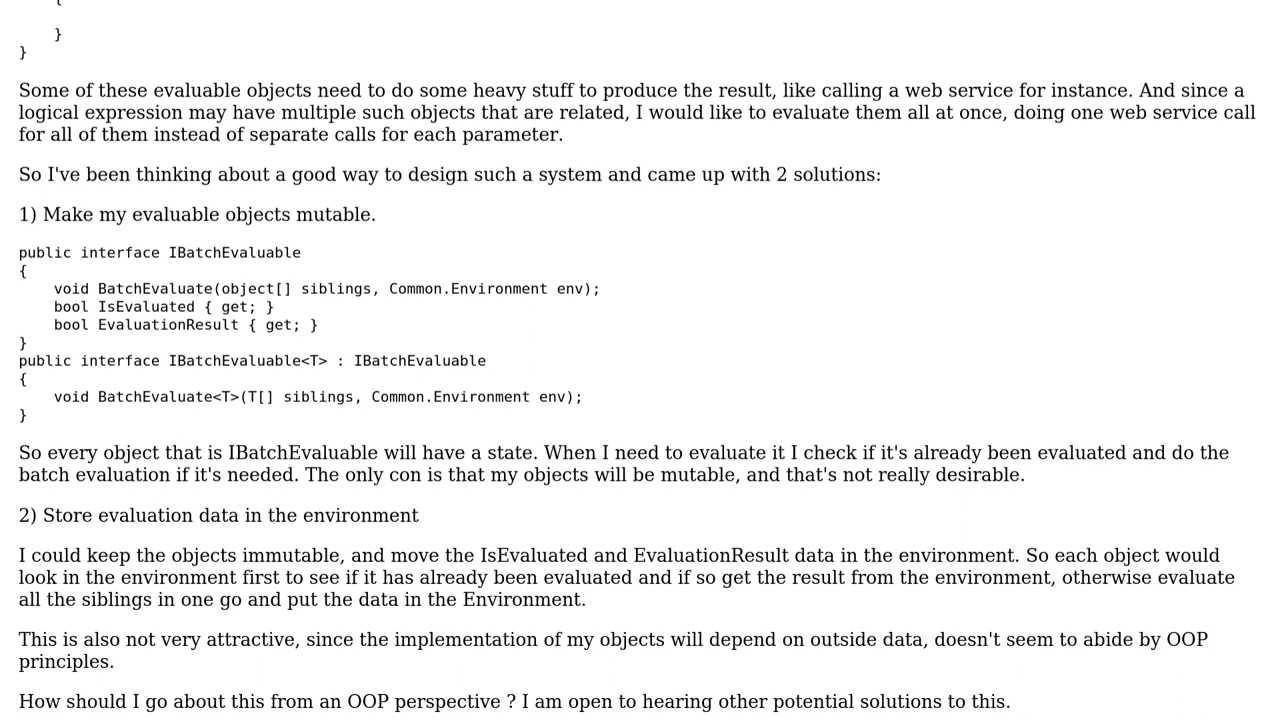 {
    }
}
Some of these evaluable objects need to do some heavy stuff to produce the result, like calling a web service for instance. And since a
logical expression may have multiple such objects that are related, I would like to evaluate them all at once, doing one web service call
for all of them instead of separate calls for each parameter.
So I've been thinking about a good way to design such a system and came up with 2 solutions:
1) Make my evaluable objects mutable.
public interface IBatchEvaluable
{
    void BatchEvaluate(object[] siblings, Common.Environment env);
    bool IsEvaluated { get; }
    bool EvaluationResult { get; }
}
public interface IBatchEvaluable<T> : IBatchEvaluable
{
    void BatchEvaluate<T>(T[] siblings, Common.Environment env);
}
So every object that is IBatchEvaluable will have a state. When I need to evaluate it I check if it's already been evaluated and do the
batch evaluation if it's needed. The only con is that my objects will be mutable, and that's not really desirable.
2) Store evaluation data in the environment
I could keep the objects immutable, and move the IsEvaluated and EvaluationResult data in the environment. So each object would
look in the environment first to see if it has already been evaluated and if so get the result from the environment, otherwise evaluate
all the siblings in one go and put the data in the Environment.
This is also not very attractive, since the implementation of my objects will depend on outside data, doesn't seem to abide by OOP
principles.
How should I go about this from an OOP perspective ? I am open to hearing other potential solutions to this.